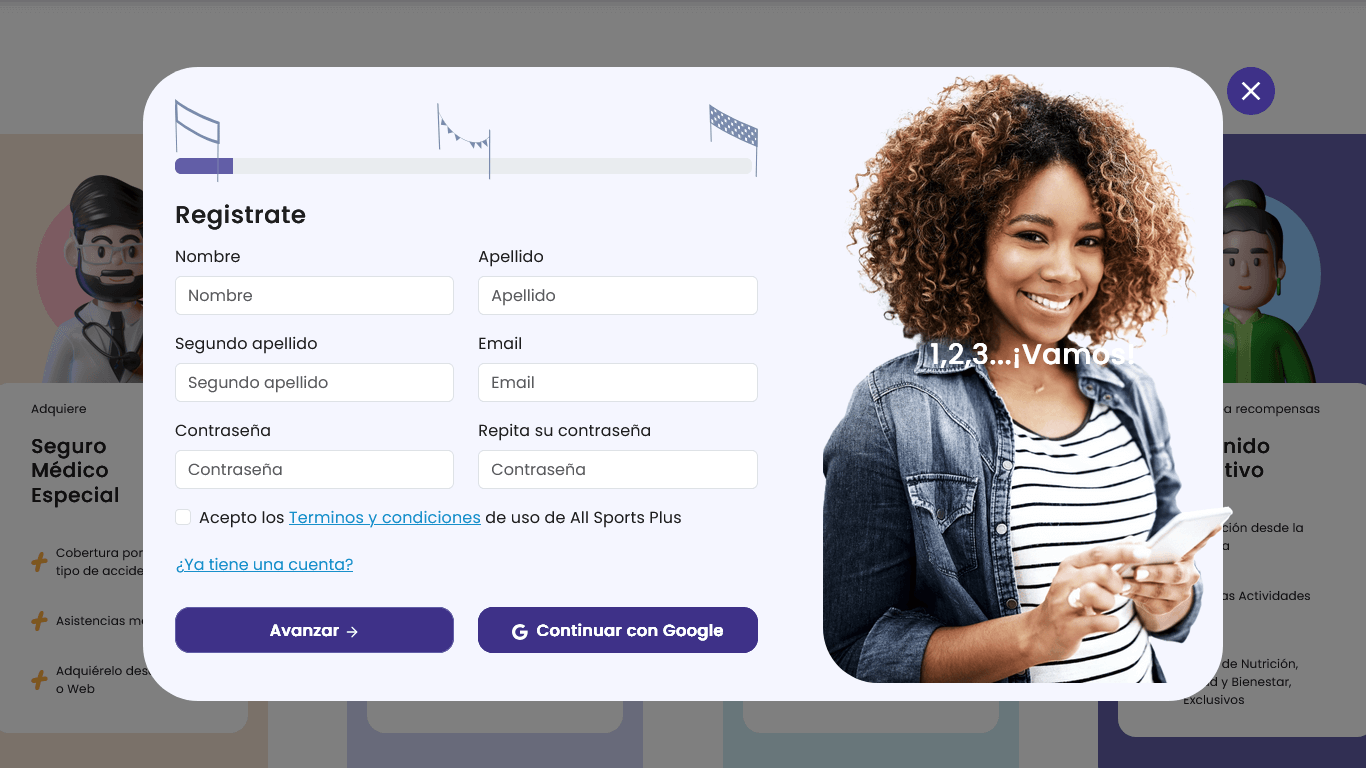 Registrate
Nombre
Apellido
Nombre
Apellido
Segundo apellido
Email
Segundo apellido
Email
Contraseña
Repita su contraseña
Contraseña
Contraseña
Acepto los Terminos y condiciones de uso de All Sports Plus
¿Ya tiene una cuenta?
Avanzar →
Continuar con Google
1,2,3...¡Vamos!
Adquiere
Seguro
Médico
Especial
Cobertura por
tipo de accide
Asistencias m
Adquiérelo des
o Web
a recompensas
nido
tivo
ción desde la
a
as Actividades
de Nutrición,
d y Bienestar,
Exclusivos